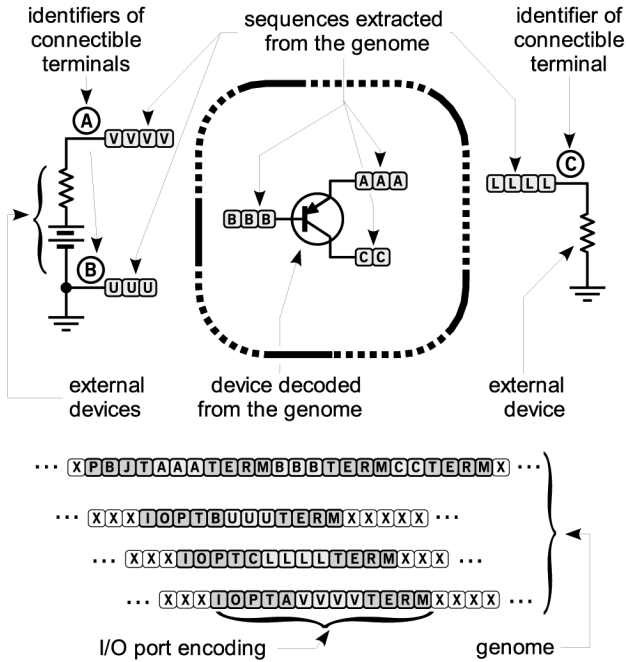 identifiers of
connectible
terminals
sequences extracted
from the genome
identifier of
connectible
terminal
A
VVVV
B
UUU
BBB
AAA
CC
LLLL
C
external
devices
device decoded
from the genome
external
device
··· XPBJTAAATERMBBBTERMCCTERMX ···
··· XXXIOPTBUUUTERMXXXXX ···
··· XXXIOPTCLLLLTERMXXX ···
··· XXXIOPTAVVVVTERMXXXX ···
I/O port encoding
genome